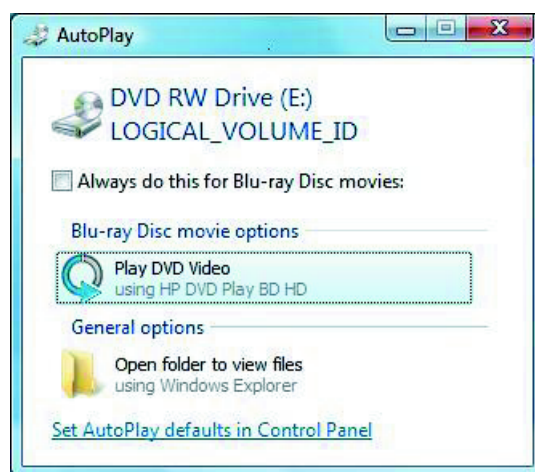 AutoPlay
DVD RW Drive (E:)
LOGICAL_VOLUME_ID
Always do this for Blu-ray Disc movies:
Blu-ray Disc movie options
Play DVD Video
using HP DVD Play BD HD
General options
Open folder to view files
using Windows Explorer
Set AutoPlay defaults in Control Panel